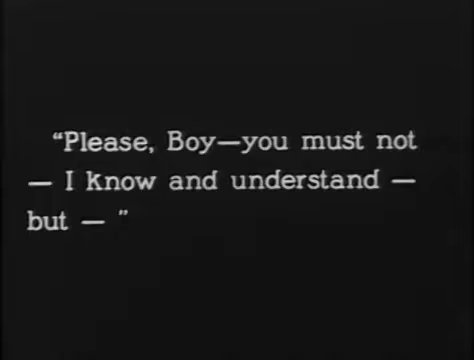 “Please, Boy—you must not
— I know and understand —
but — ”